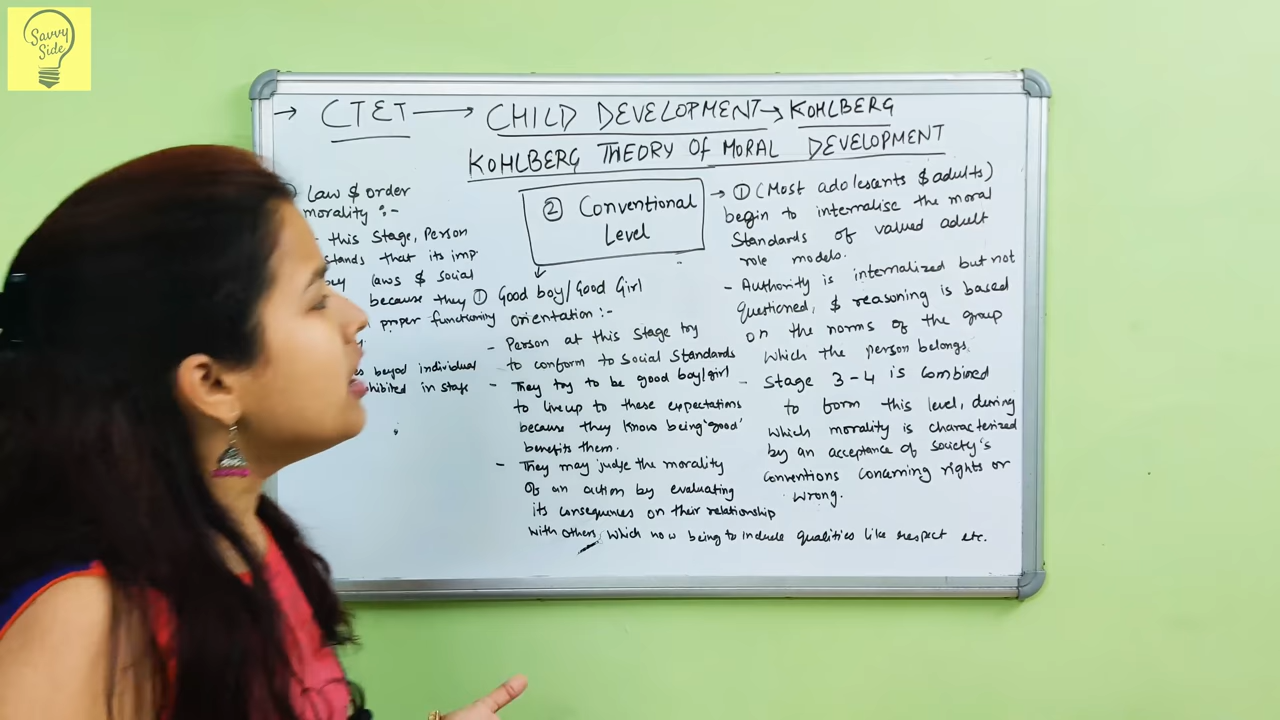 Savvy
Side
→ CTET → CHILD DEVELOPMENT → KOHLBERG
KOHLBERG THEORY OF MORAL DEVELOPMENT
Law & order
morality :-
this Stage, Person
stands that its imp
laws & social
because they
proper functioning
beyod individual
hibited in stage
② Conventional
Level
① Good boy/Good Girl
orientation :-
- Person at this stage try
to conform to Social Standards
- They try to be good boy/girl
to live up to these expectations
because they know being 'good'
benefits them.
- They may judje the morality
Of an action by evaluating
its consequences on their relationship
with others, which now being to include qualities like respect etc.
→ ① (Most adolescents & adults)
begin to internalise the moral
Standards of valued adult
role models.
- Authority is internalized but not
questioned, & reasoning is based
on the norms of the group
which the person belongs.
- Stage 3-4 is combined
to form this level, during
which morality is characterized
by an acceptance of society's
conventions concarning rights or
wrong.